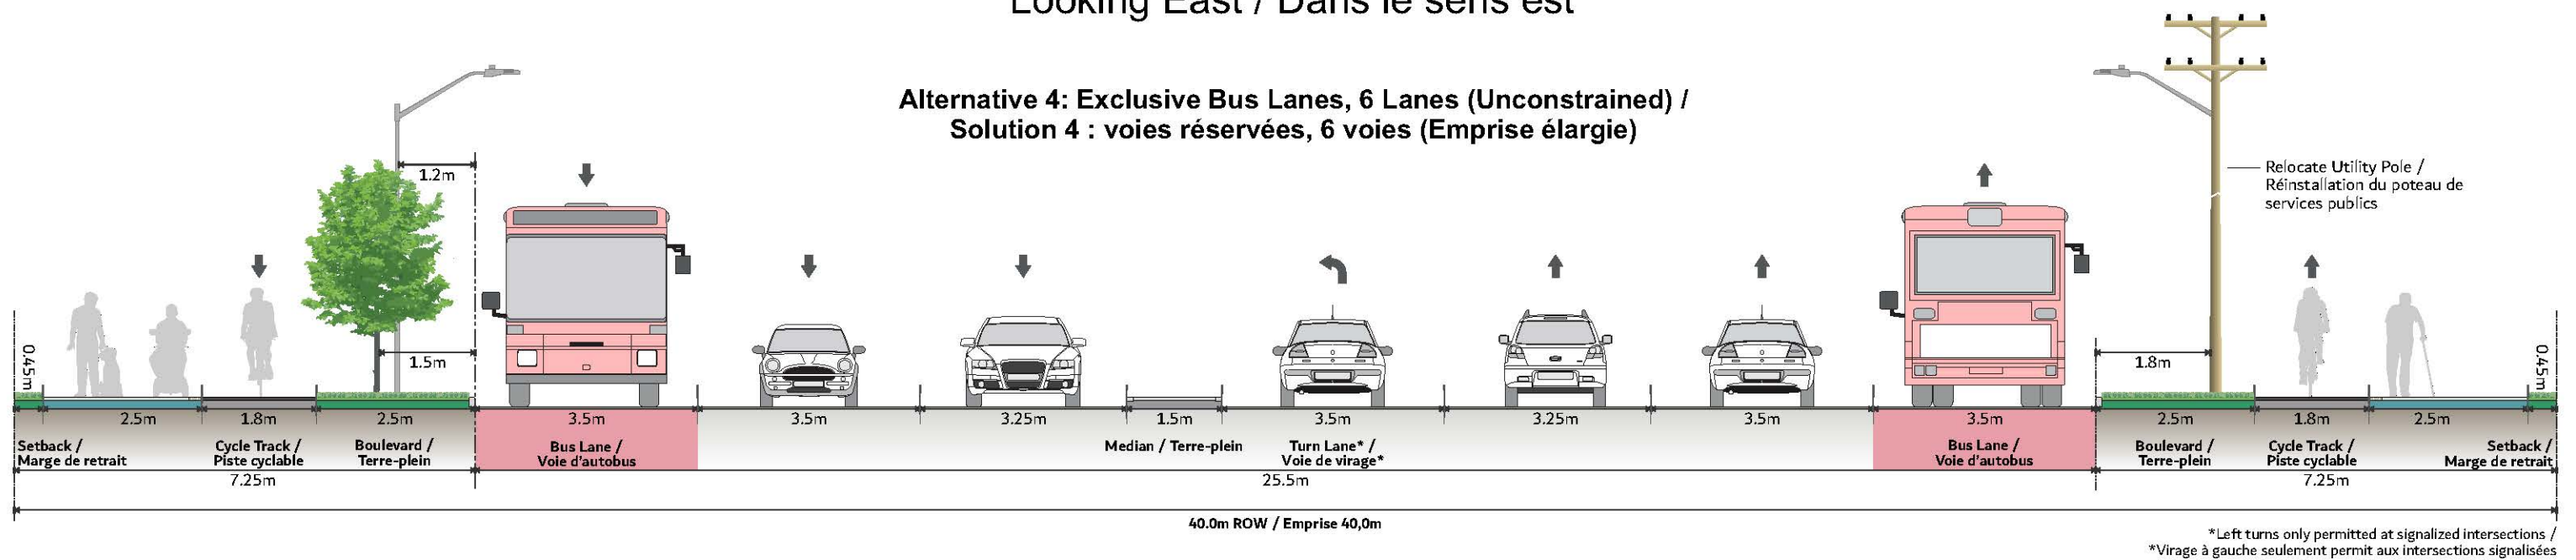 Looking East / Dans le sens est
Alternative 4: Exclusive Bus Lanes, 6 Lanes (Unconstrained) /
Solution 4 : voies réservées, 6 voies (Emprise élargie)
1.2m
Relocate Utility Pole /
Réinstallation du poteau de
services publics
0.45m
1.5m
1.8m
0.45m
2.5m
1.8m
2.5m
3.5m
3.5m
3.25m
1.5m
3.5m
3.25m
3.5m
3.5m
2.5m
1.8m
2.5m
Setback /
Marge de retrait
Cycle Track /
Piste cyclable
Boulevard /
Terre-plein
Bus Lane /
Voie d'autobus
Median / Terre-plein
Turn Lane* /
Voie de virage*
Bus Lane /
Voie d'autobus
Boulevard /
Terre-plein
Cycle Track /
Piste cyclable
Setback /
Marge de retrait
7.25m
25.5m
7.25m
40.0m ROW / Emprise 40,0m
*Left turns only permitted at signalized intersections /
*Virage à gauche seulement permit aux intersections signalisées